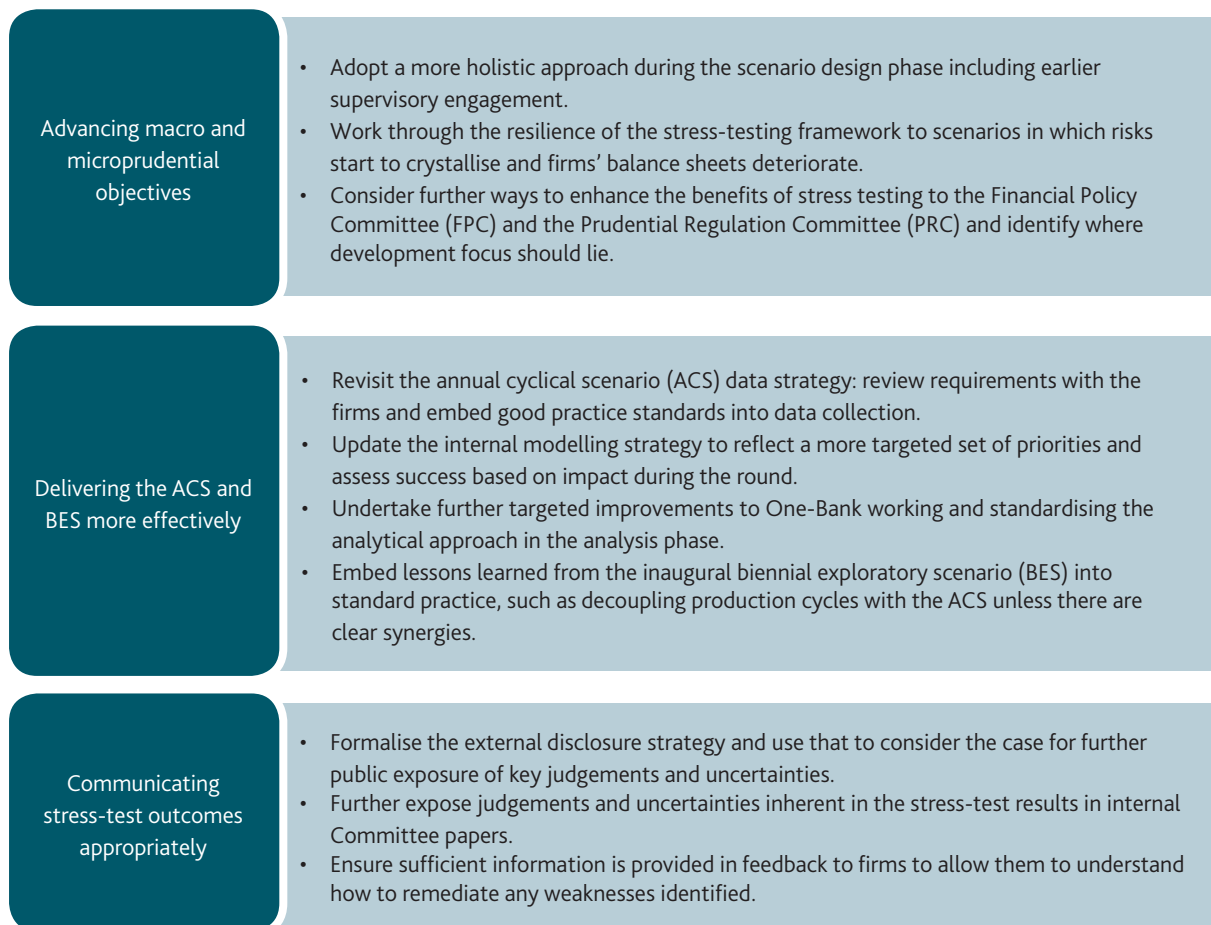 Advancing macro and
microprudential
objectives
• Adopt a more holistic approach during the scenario design phase including earlier
supervisory engagement.
• Work through the resilience of the stress-testing framework to scenarios in which risks
start to crystallise and firms' balance sheets deteriorate.
• Consider further ways to enhance the benefits of stress testing to the Financial Policy
Committee (FPC) and the Prudential Regulation Committee (PRC) and identify where
development focus should lie.
Delivering the ACS and
BES more effectively
• Revisit the annual cyclical scenario (ACS) data strategy: review requirements with the
firms and embed good practice standards into data collection.
• Update the internal modelling strategy to reflect a more targeted set of priorities and
assess success based on impact during the round.
• Undertake further targeted improvements to One-Bank working and standardising the
analytical approach in the analysis phase.
• Embed lessons learned from the inaugural biennial exploratory scenario (BES) into
standard practice, such as decoupling production cycles with the ACS unless there are
clear synergies.
Communicating
stress-test outcomes
appropriately
• Formalise the external disclosure strategy and use that to consider the case for further
public exposure of key judgements and uncertainties.
• Further expose judgements and uncertainties inherent in the stress-test results in internal
Committee papers.
• Ensure sufficient information is provided in feedback to firms to allow them to understand
how to remediate any weaknesses identified.